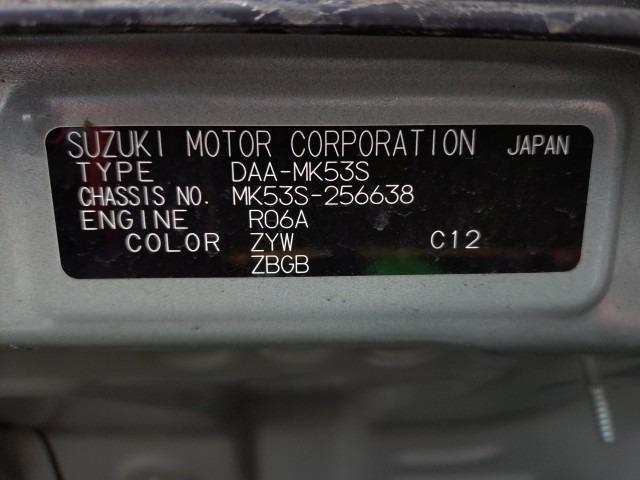 SUZUKI MOTOR CORPORATION JAPAN
TYPE DAA-MK53S
CHASSIS NO. MK53S-256638
ENGINE R06A
COLOR ZYW C12
ZBGB